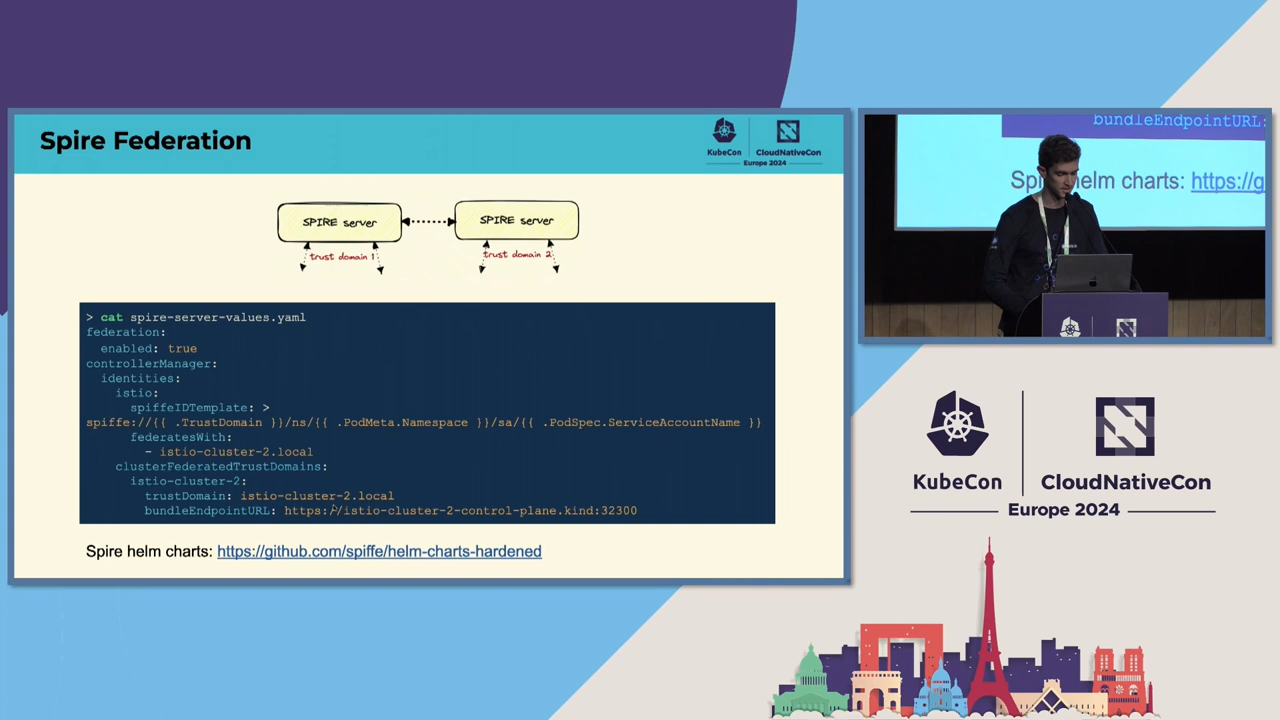 Spire Federation
KubeCon
CloudNativeCon
Europe 2024
SPIRE server
SPIRE server
trust domain 1
trust domain 2
> cat spire-server-values.yaml
federation:
enabled: true
controllerManager:
identities:
istio:
spiffeIDTemplate: >
spiffe://{{ .TrustDomain }}/ns/{{ .PodMeta.Namespace }}/sa/{{ .PodSpec.ServiceAccountName }}
federatesWith:
- istio-cluster-2.local
clusterFederatedTrustDomains:
istio-cluster-2:
trustDomain: istio-cluster-2.local
bundleEndpointURL: https://istio-cluster-2-control-plane.kind:32300
Spire helm charts: https://github.com/spiffe/helm-charts-hardened
bundleEndpointURL:
helm charts: https://g
KubeCon
CloudNativeCon
Europe 2024